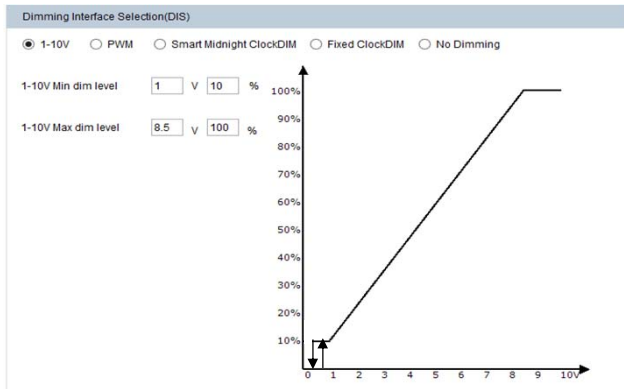 Dimming Interface Selection(DIS)
1-10V PWM Smart Midnight ClockDIM Fixed ClockDIM No Dimming
1-10V Min dim level 1 V 10 %
1-10V Max dim level 8.5 V 100 %
100%
90%
80%
70%
60%
50%
40%
30%
20%
10%
0 1 2 3 4 5 6 7 8 9 10V